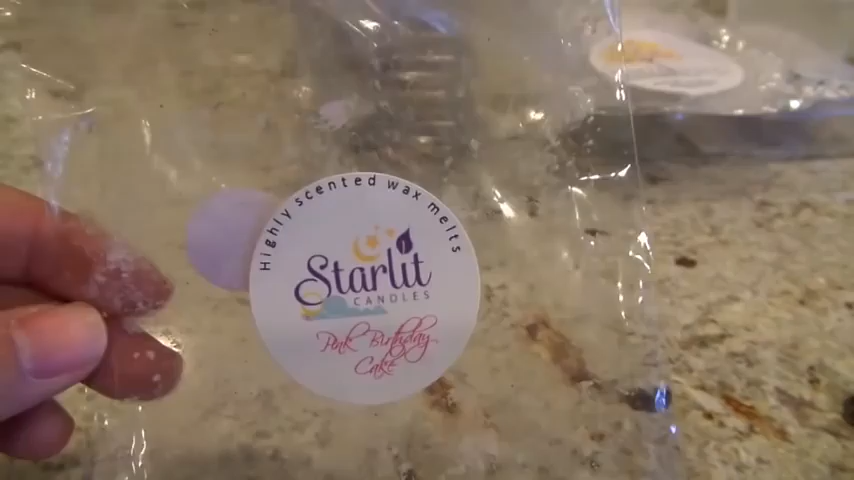 Highly scented wax melts
Starlit
CANDLES
Pink Birthday
Cake